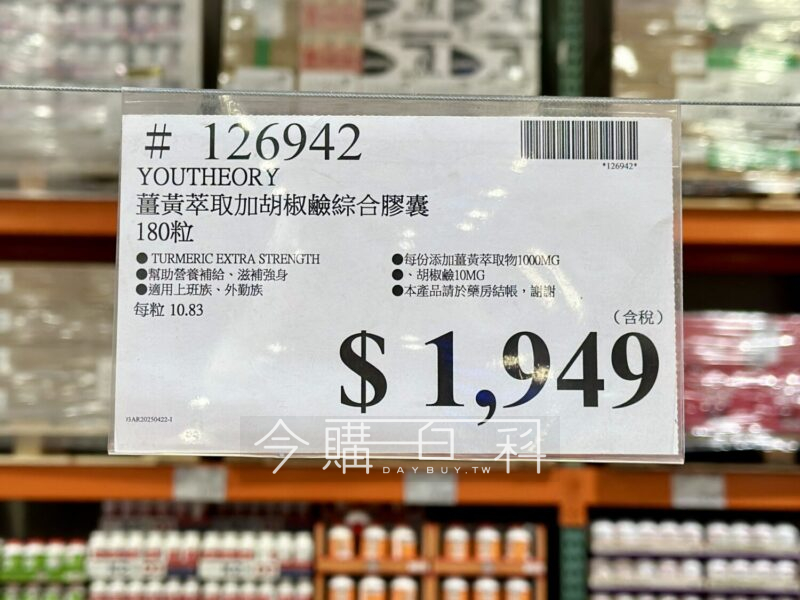 # 126942
*126942*
YOUTHEORY
薑黃萃取加胡椒鹼綜合膠囊
180粒
● TURMERIC EXTRA STRENGTH
●幫助營養補給、滋補強身
●適用上班族、外勤族
●每份添加薑黃萃取物1000MG
●、胡椒鹼10MG
●本產品請於藥房結帳，謝謝
每粒 10.83
（含稅）
$ 1,949
今購百科
DAYBUY.TW